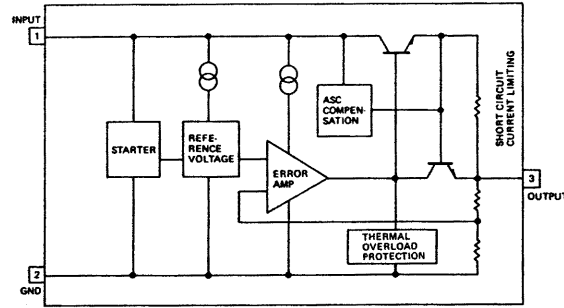 INPUT
1
ASC
COMPEN-
SATION
SHORT CIRCUIT
CURRENT LIMITING
STARTER
REFE-
RENCE
VOLTAGE
ERROR
AMP
3
OUTPUT
THERMAL
OVERLOAD
PROTECTION
2
GND